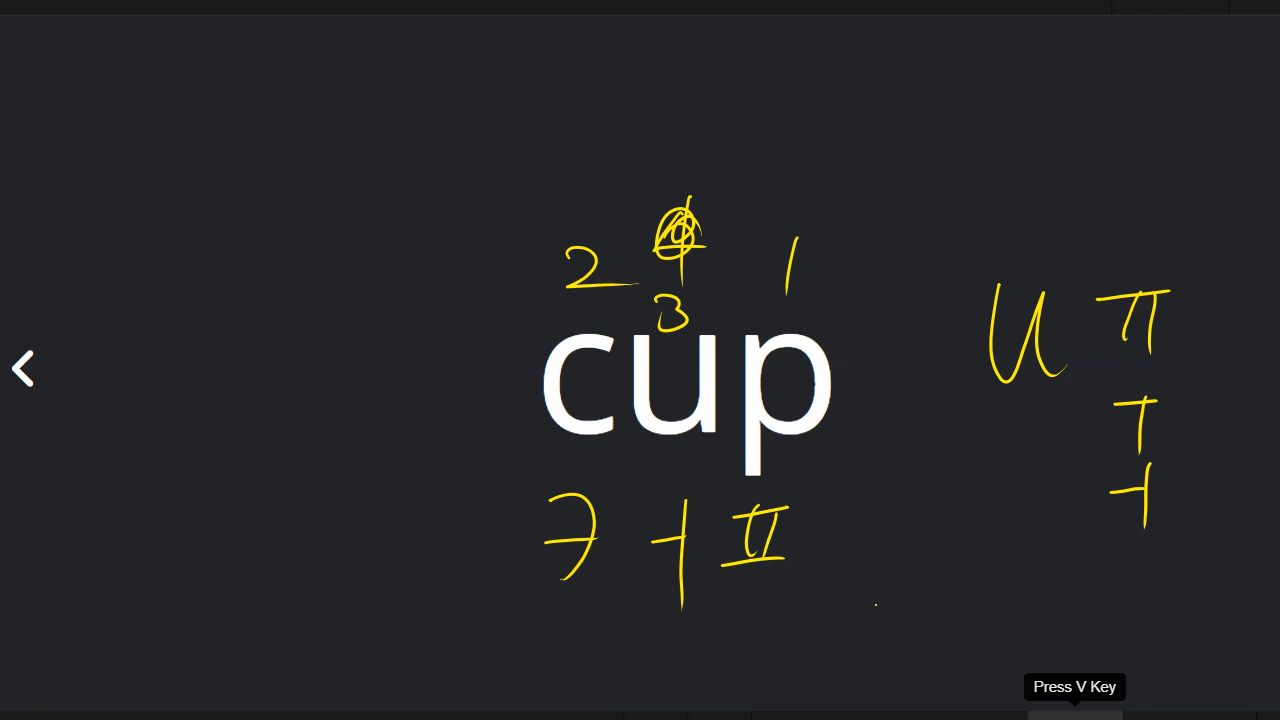 2 1
3
cup
u ㅠ
ㅜ
ㅓ
ㅋ ㅓ ㅍ
Press V Key